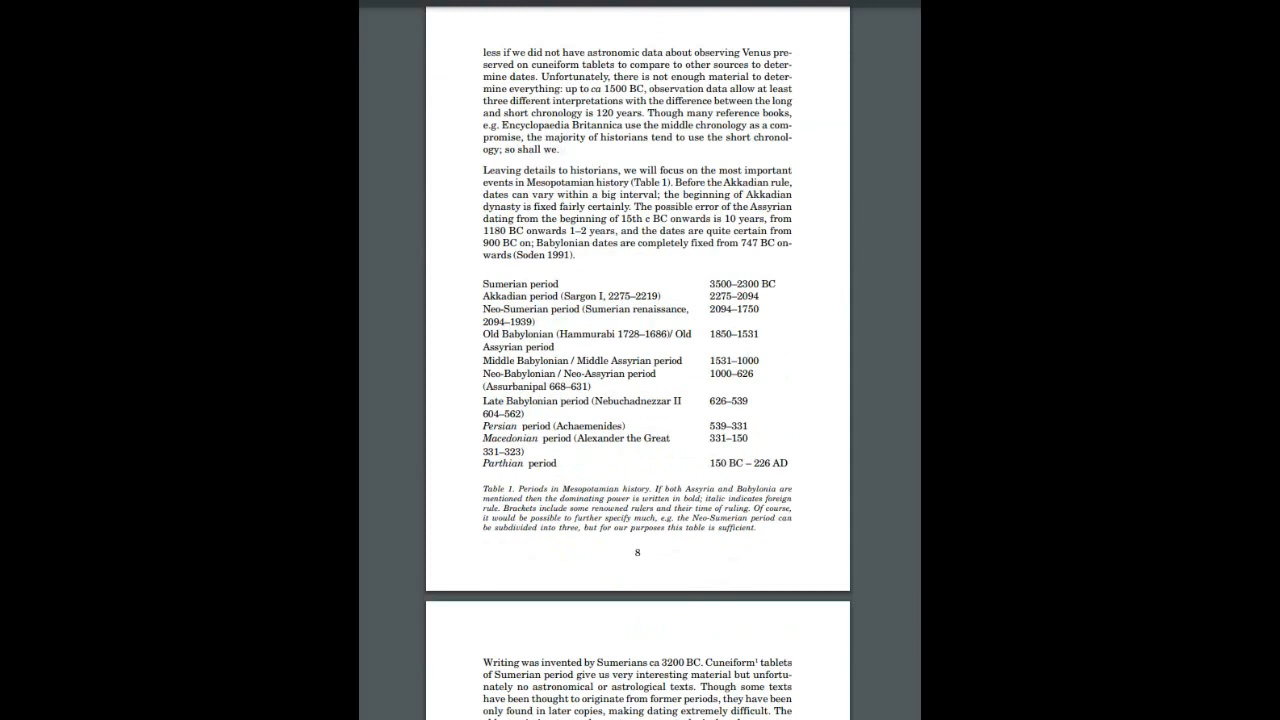 less if we did not have astronomic data about observing Venus pre-
served on cuneiform tablets to compare to other sources to deter-
mine dates. Unfortunately, there is not enough material to deter-
mine everything: up to ca 1500 BC, observation data allow at least
three different interpretations with the difference between the long
and short chronology is 120 years. Though many reference books,
e.g. Encyclopaedia Britannica use the middle chronology as a com-
promise, the majority of historians tend to use the short chronol-
ogy; so shall we.
Leaving details to historians, we will focus on the most important
events in Mesopotamian history (Table 1). Before the Akkadian rule,
dates can vary within a big interval; the beginning of Akkadian
dynasty is fixed fairly certainly. The possible error of the Assyrian
dating from the beginning of 15th c BC onwards is 10 years, from
1180 BC onwards 1–2 years, and the dates are quite certain from
900 BC on; Babylonian dates are completely fixed from 747 BC on-
wards (Soden 1991).
Sumerian period 3500–2300 BC
Akkadian period (Sargon I, 2275–2219) 2275–2094
Neo-Sumerian period (Sumerian renaissance, 2094–1750
2094–1939)
Old Babylonian (Hammurabi 1728–1686)/ Old 1850–1531
Assyrian period
Middle Babylonian / Middle Assyrian period 1531–1000
Neo-Babylonian / Neo-Assyrian period 1000–626
(Assurbanipal 668–631)
Late Babylonian period (Nebuchadnezzar II 626–539
604–562)
Persian period (Achaemenides) 539–331
Macedonian period (Alexander the Great 331–150
331–323)
Parthian period 150 BC – 226 AD
Table 1. Periods in Mesopotamian history. If both Assyria and Babylonia are
mentioned then the dominating power is written in bold; italic indicates foreign
rule. Brackets include some renowned rulers and their time of ruling. Of course,
it would be possible to further specify much, e.g. the Neo-Sumerian period can
be subdivided into three, but for our purposes this table is sufficient.
8
Writing was invented by Sumerians ca 3200 BC. Cuneiform¹ tablets
of Sumerian period give us very interesting material but unfortu-
nately no astronomical or astrological texts. Though some texts
have been thought to originate from former periods, they have been
only found in later copies, making dating extremely difficult. The